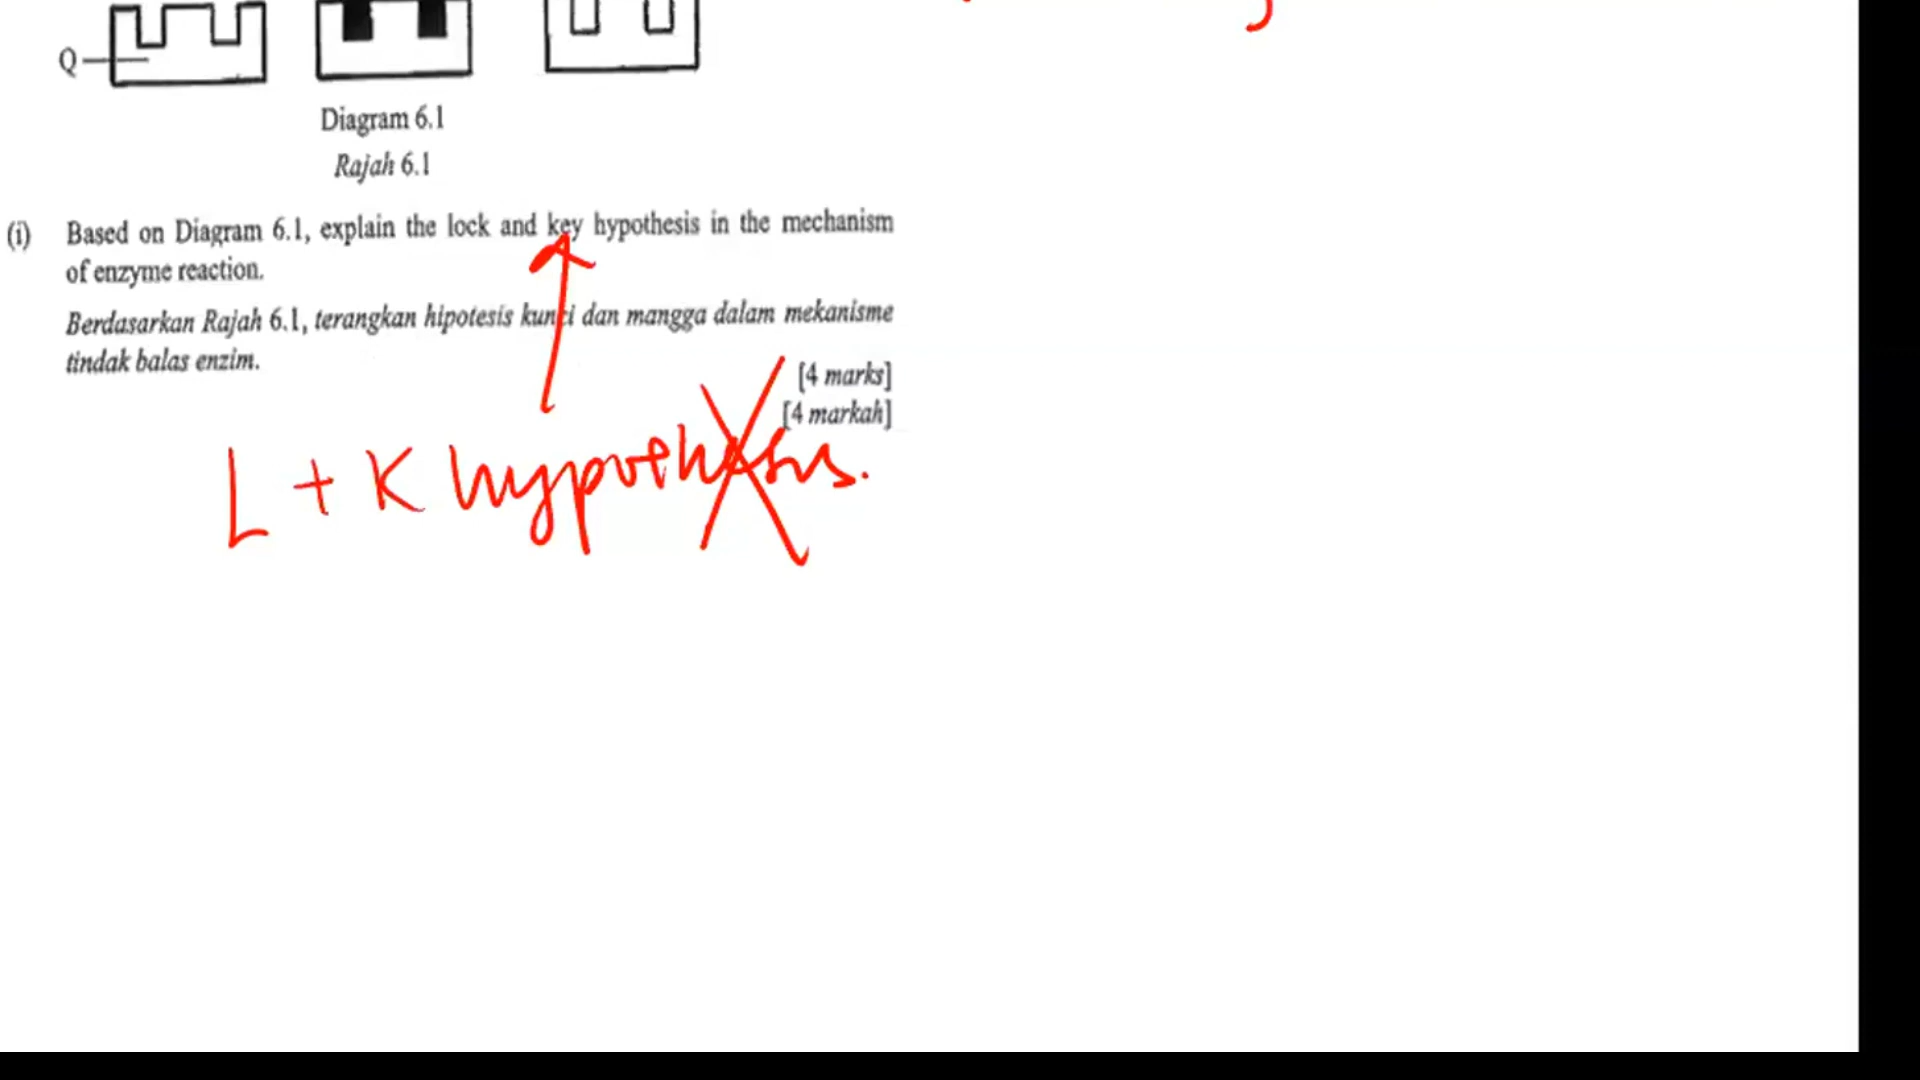 Q
Diagram 6.1
Rajah 6.1
(i) Based on Diagram 6.1, explain the lock and key hypothesis in the mechanism
of enzyme reaction.
Berdasarkan Rajah 6.1, terangkan hipotesis kunci dan mangga dalam mekanisme
tindak balas enzim.
[4 marks]
[4 markah]
L + K hypothesis.